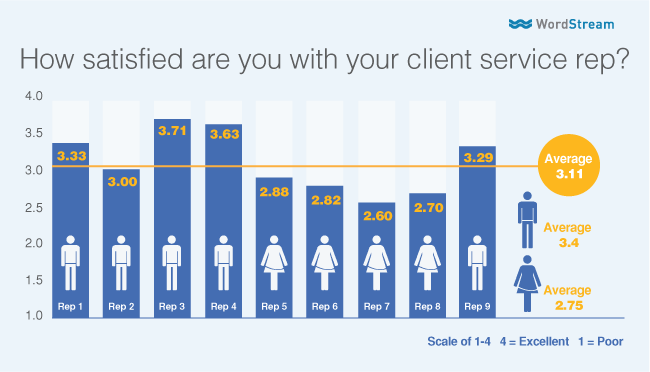 WordStream
How satisfied are you with your client service rep?
4.0
3.5
3.0
2.5
2.0
1.5
1.0
3.33
3.00
3.71
3.63
2.88
2.82
2.60
2.70
3.29
Rep 1
Rep 2
Rep 3
Rep 4
Rep 5
Rep 6
Rep 7
Rep 8
Rep 9
Average
3.11
Average
3.4
Average
2.75
Scale of 1-4 4 = Excellent 1 = Poor